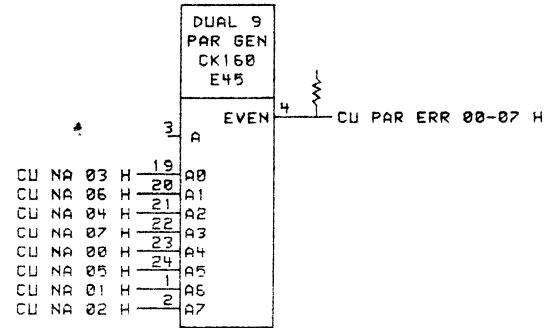 DUAL 9
PAR GEN
CK160
E45
EVEN 4 CU PAR ERR 00-07 H
3 A
CU NA 03 H 19 A0
CU NA 06 H 20 A1
CU NA 04 H 21 A2
CU NA 07 H 22 A3
CU NA 00 H 23 A4
CU NA 05 H 24 A5
CU NA 01 H 1 A6
CU NA 02 H 2 A7